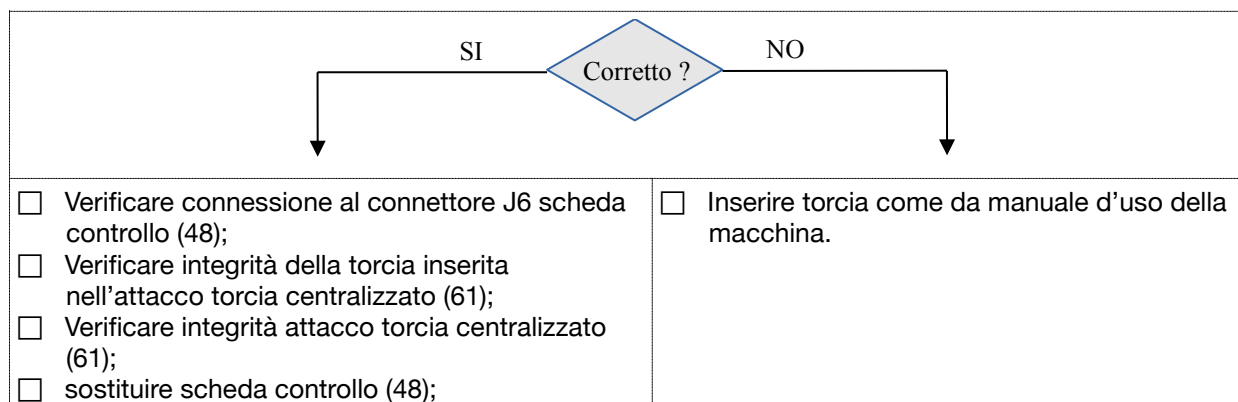 SI
NO
Corretto ?
Verificare connessione al connettore J6 scheda
controllo (48);
Verificare integrità della torcia inserita
nell’attacco torcia centralizzato (61);
Verificare integrità attacco torcia centralizzato
(61);
sostituire scheda controllo (48);
Inserire torcia come da manuale d’uso della
macchina.